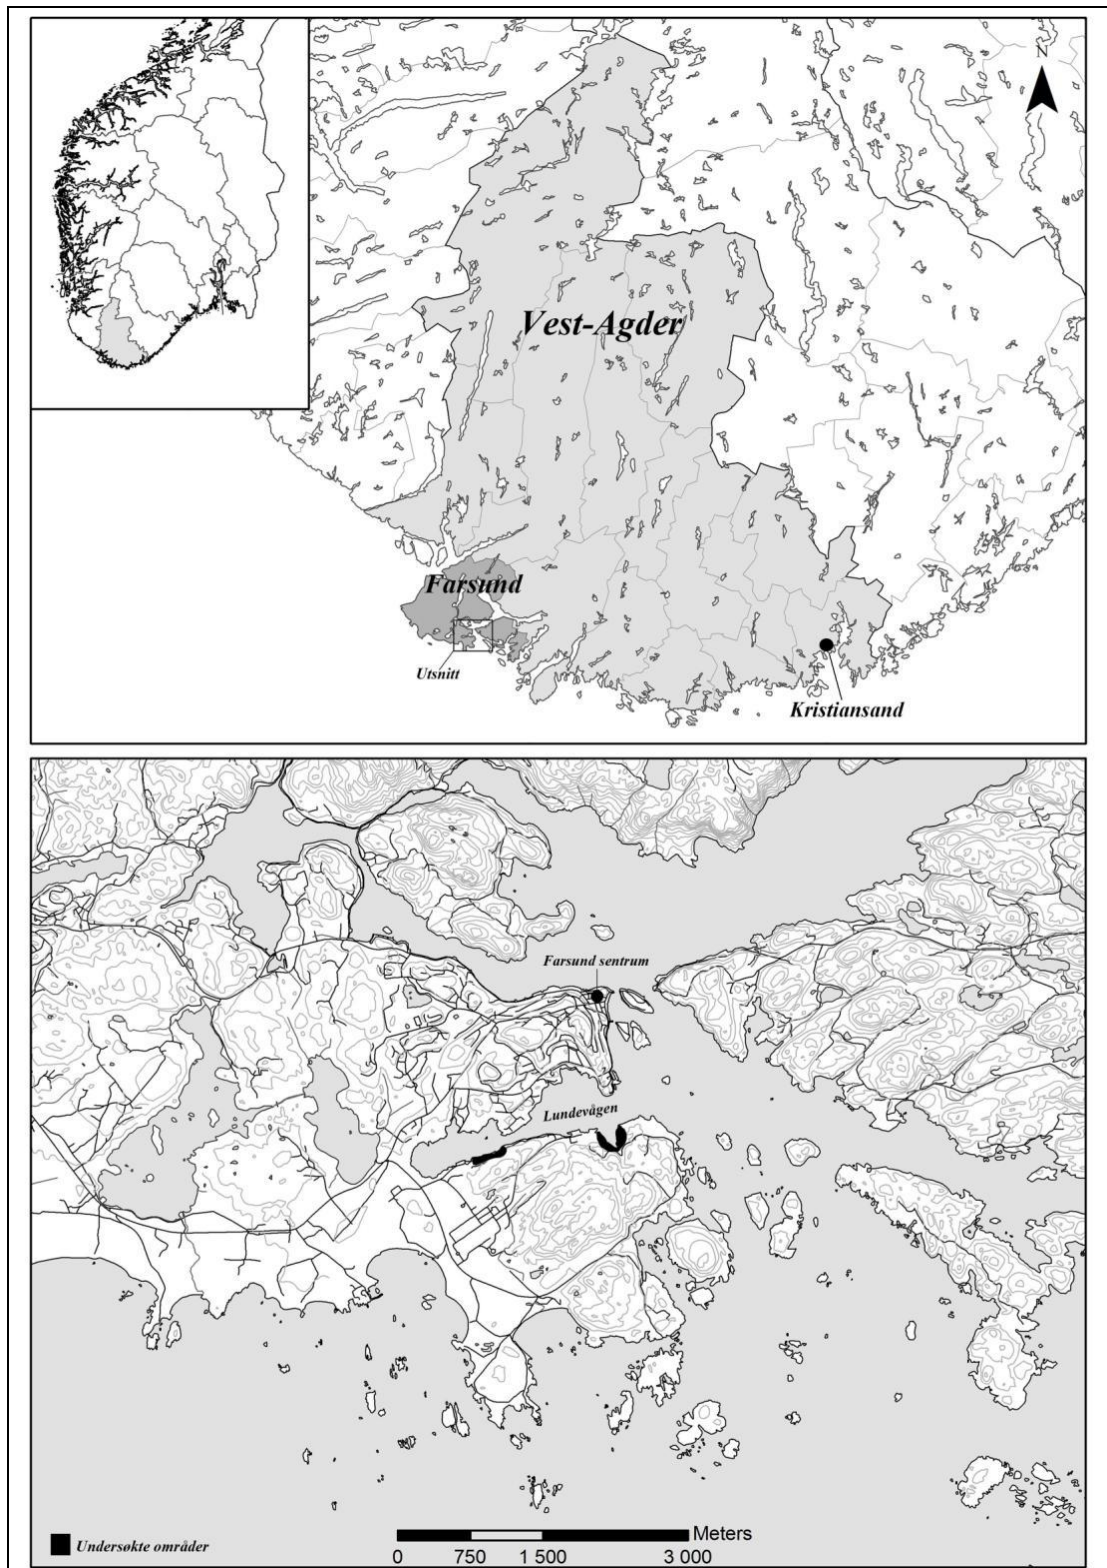 N
Vest-Agder
Farsund
Utsnitt
Kristiansand
Farsund sentrum
Lundevågen
Undersøkte områder
Meters
0 750 1 500 3 000